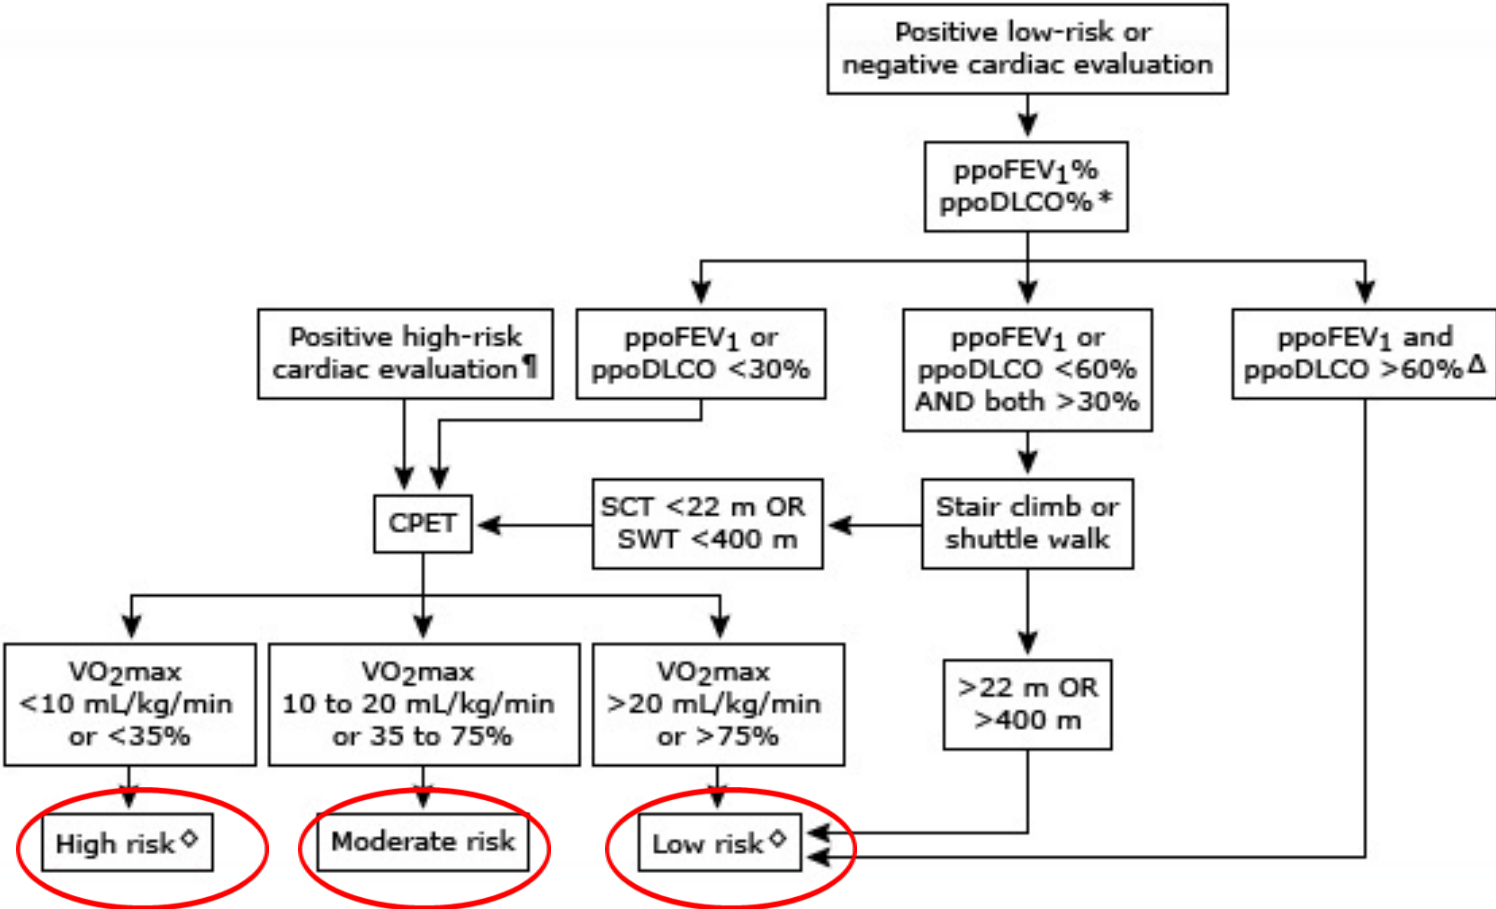 Positive low-risk or
negative cardiac evaluation
ppoFEV1%
ppoDLCO%*
Positive high-risk
cardiac evaluation¶
ppoFEV1 or
ppoDLCO <30%
ppoFEV1 or
ppoDLCO <60%
AND both >30%
ppoFEV1 and
ppoDLCO >60%Δ
CPET
SCT <22 m OR
SWT <400 m
Stair climb or
shuttle walk
VO2max
<10 mL/kg/min
or <35%
VO2max
10 to 20 mL/kg/min
or 35 to 75%
VO2max
>20 mL/kg/min
or >75%
>22 m OR
>400 m
High risk◇
Moderate risk
Low risk◇